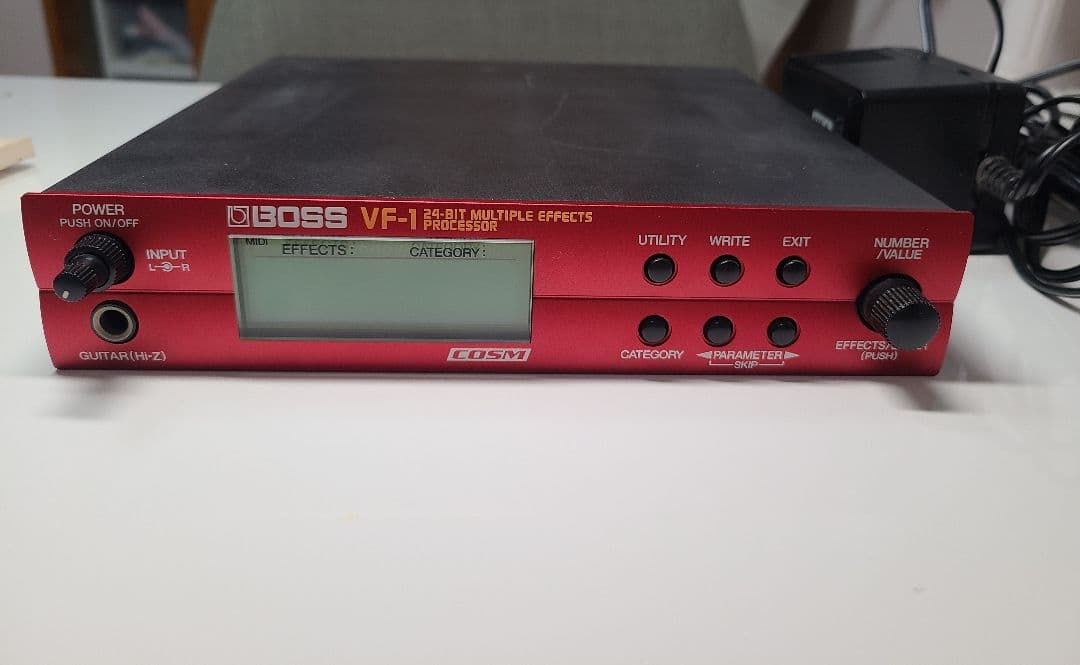 POWER
PUSH ON/OFF
INPUT
L R
GUITAR(Hi-Z)
BOSS VF-1 24-BIT MULTIPLE EFFECTS
PROCESSOR
MIDI
EFFECTS: CATEGORY:
COSM
UTILITY WRITE EXIT
CATEGORY PARAMETER
SKIP
NUMBER
/VALUE
(PUSH)